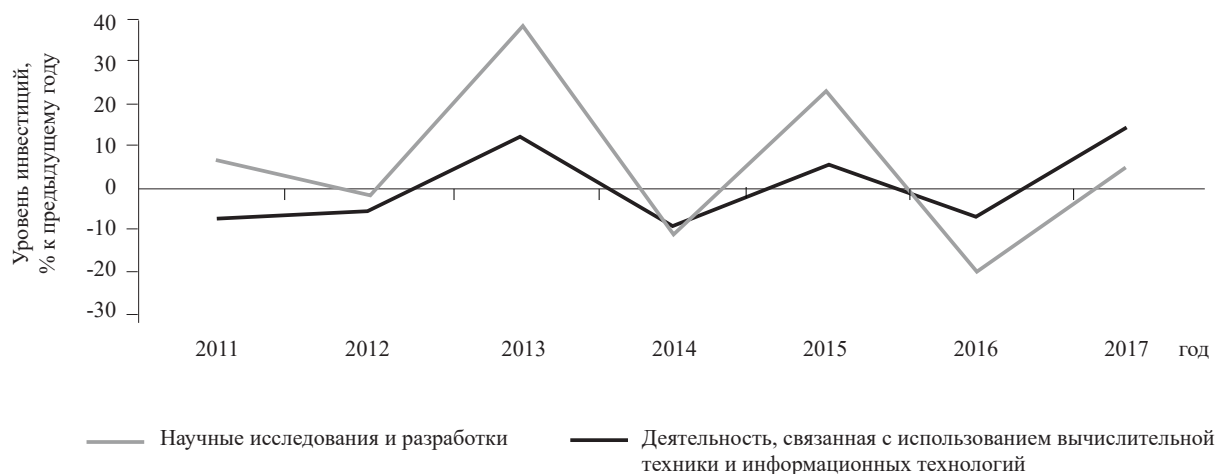 Уровень инвестиций,
% к предыдущему году
40
30
20
10
0
-10
-20
-30
2011 2012 2013 2014 2015 2016 2017 год
Научные исследования и разработки
Деятельность, связанная с использованием вычислительной
техники и информационных технологий